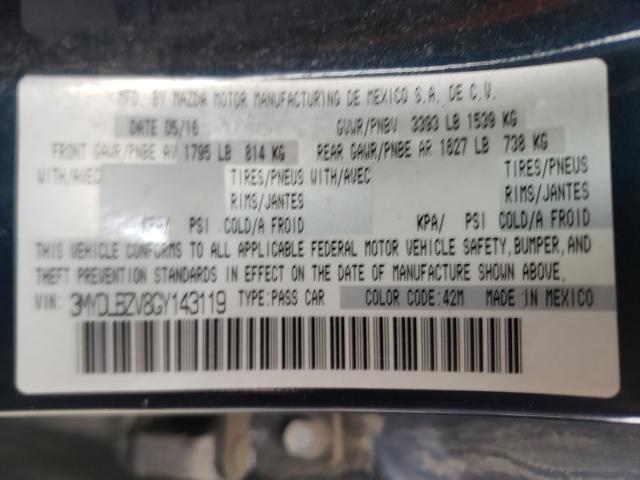 MFD. BY MAZDA MOTOR MANUFACTURING DE MEXICO S.A. DE C.V.
DATE 05/16 GVWR/PNBV 3393 LB 1539 KG
FRONT GAWR/PNBE AV 1795 LB 814 KG REAR GAWR/PNBE AR 1627 LB 738 KG
WITH/AVEC TIRES/PNEUS WITH/AVEC TIRES/PNEUS
RIMS/JANTES RIMS/JANTES
KPA/ PSI COLD/A FROID KPA/ PSI COLD/A FROID
THIS VEHICLE CONFORMS TO ALL APPLICABLE FEDERAL MOTOR VEHICLE SAFETY, BUMPER, AND
THEFT PREVENTION STANDARDS IN EFFECT ON THE DATE OF MANUFACTURE SHOWN ABOVE.
VIN: 3MYDLBZV8GY143119 TYPE:PASS CAR COLOR CODE:42M MADE IN MEXICO